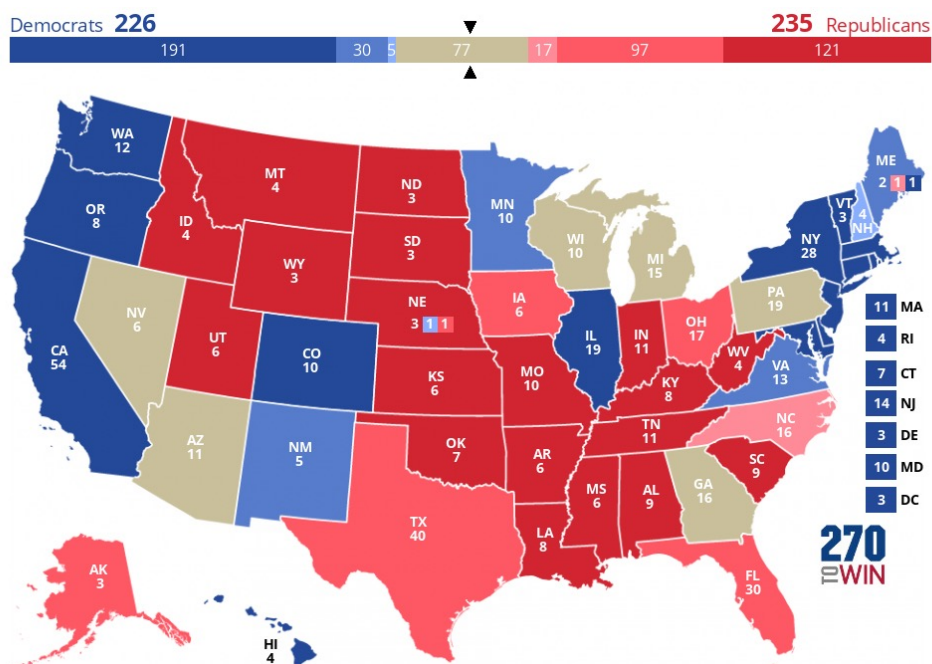 Democrats 226
235 Republicans
191 30 5 77 17 97 121
WA
12
OR
8
CA
54
NV
6
ID
4
MT
4
WY
3
UT
6
CO
10
AZ
11
NM
5
ND
3
SD
3
NE
3 1 1
KS
6
OK
7
TX
40
MN
10
IA
6
MO
10
AR
6
LA
8
WI
10
IL
19
MI
15
IN
11
OH
17
KY
8
TN
11
MS
6
AL
9
GA
16
FL
30
SC
9
NC
16
VA
13
WV
4
PA
19
NY
28
VT
3
4
NH
ME
2 1 1
11 MA
4 RI
7 CT
14 NJ
3 DE
10 MD
3 DC
AK
3
HI
4
270
TO WIN